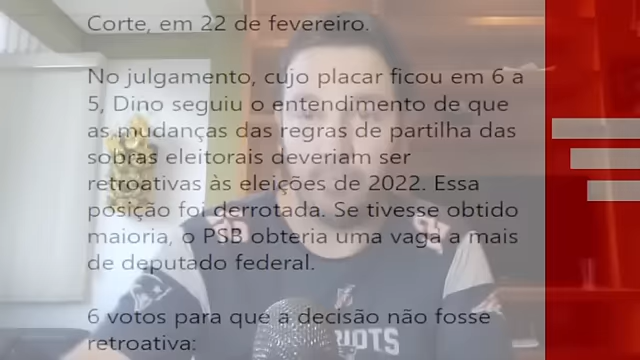 Corte, em 22 de fevereiro.
No julgamento, cujo placar ficou em 6 a
5, Dino seguiu o entendimento de que
as mudanças das regras de partilha das
sobras eleitorais deveriam ser
retroativas às eleições de 2022. Essa
posição foi derrotada. Se tivesse obtido
maioria, o PSB obteria uma vaga a mais
de deputado federal.
6 votos para que a decisão não fosse
retroativa: